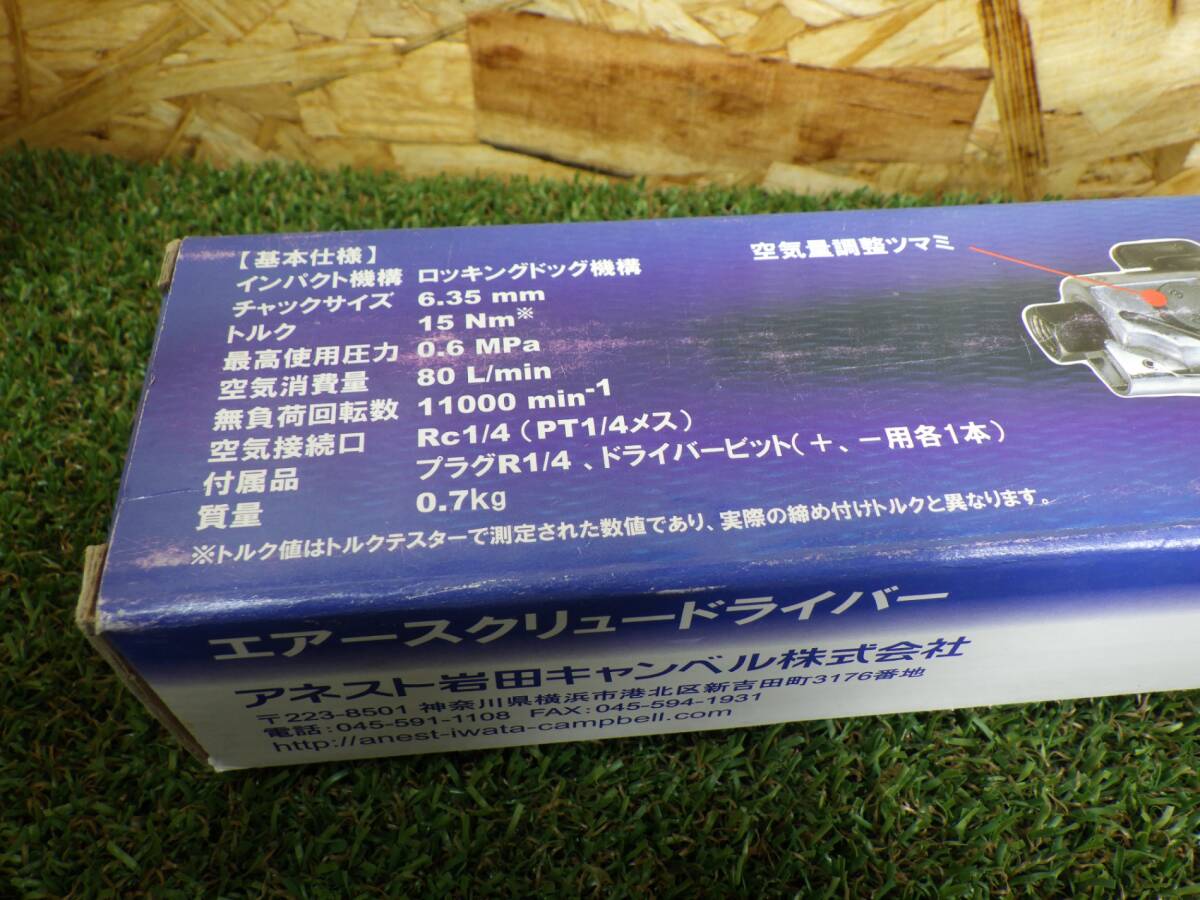 【基本仕様】
インパクト機構 ロッキングドッグ機構
チャックサイズ 6.35 mm
トルク 15 Nm※
最高使用圧力 0.6 MPa
空気消費量 80 L/min
無負荷回転数 11000 min-1
空気接続口 Rc1/4（PT1/4メス）
付属品 プラグR1/4 、ドライバービット（＋、－用各1本）
質量 0.7kg
※トルク値はトルクテスターで測定された数値であり、実際の締め付けトルクと異なります。
空気量調整ツマミ
エアースクリュードライバー
アネスト岩田キャンベル株式会社
〒223-8501 神奈川県横浜市港北区新吉田町3176番地
電話：045-591-1108 FAX：045-594-1931
http://anest-iwata-campbell.com